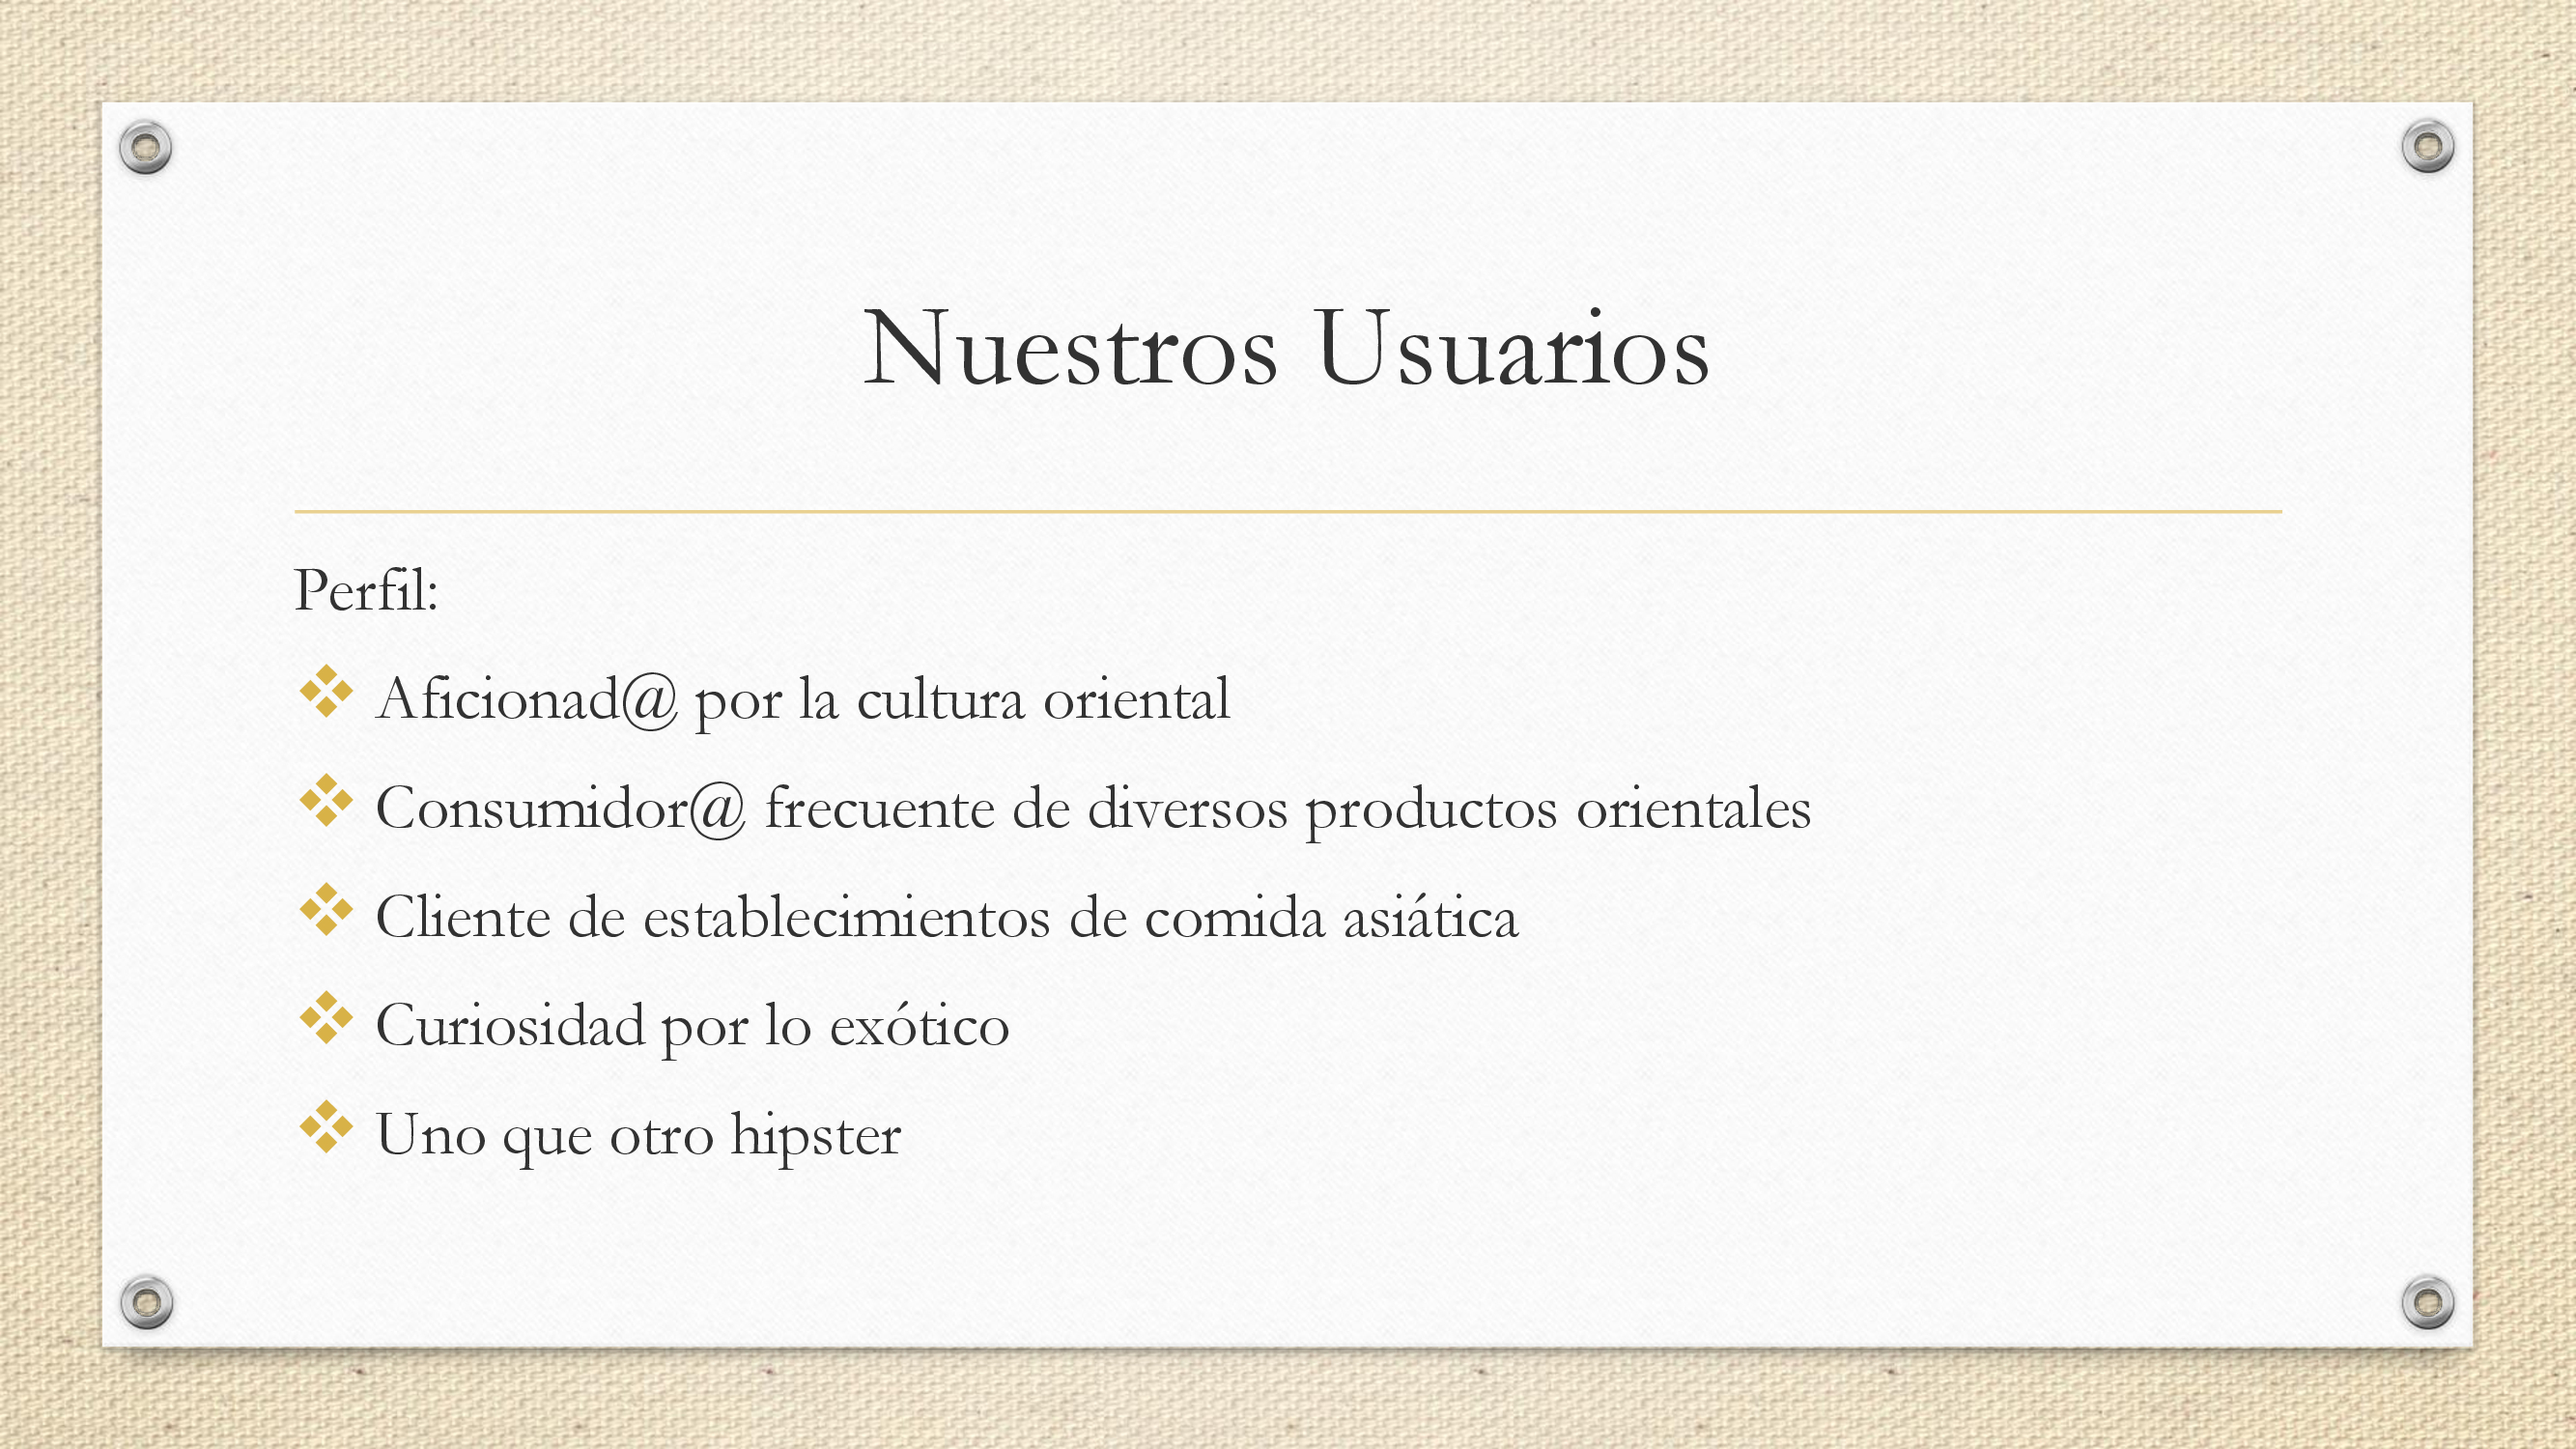 Nuestros Usuarios
Perfil:
❖ Aficionad@ por la cultura oriental
❖ Consumidor@ frecuente de diversos productos orientales
❖ Cliente de establecimientos de comida asiática
❖ Curiosidad por lo exótico
❖ Uno que otro hipster